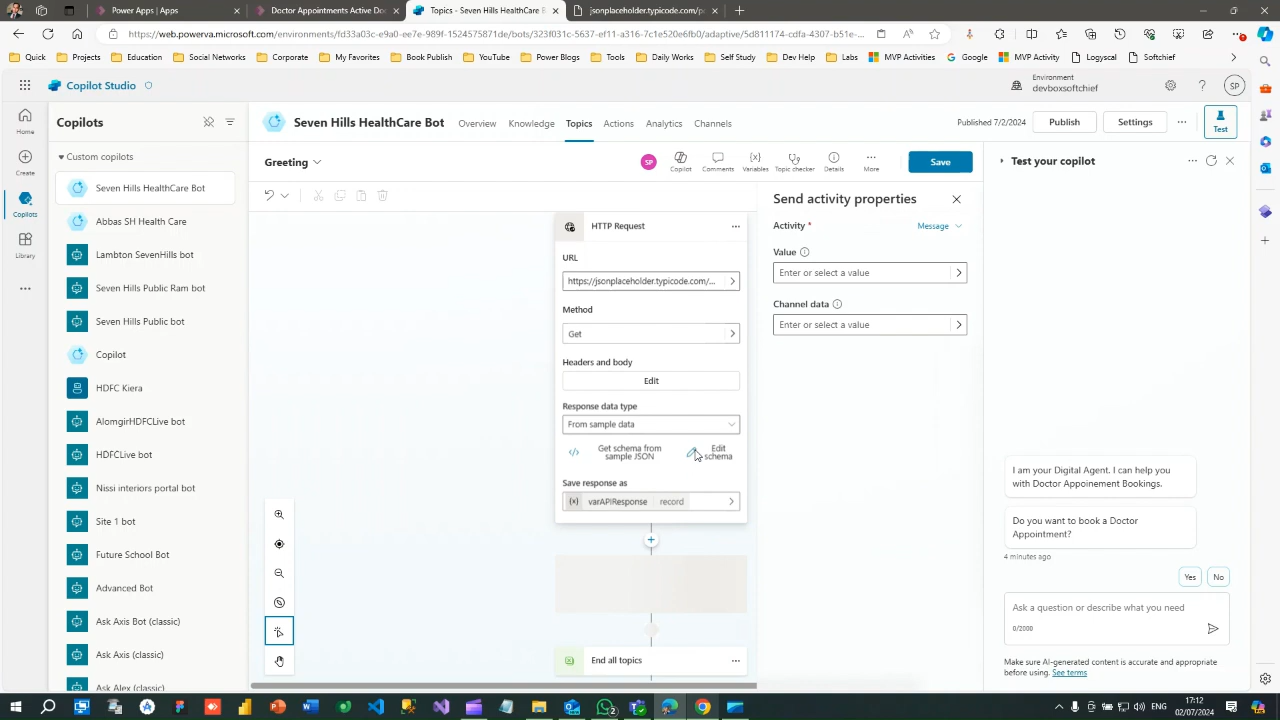 Power Apps | Apps
Doctor Appointments Active Doc
Topics - Seven Hills HealthCare B
jsonplaceholder.typicode.com/po
https://web.powerva.microsoft.com/environments/fd33a03c-e9a0-ee7e-989f-1524575871de/bots/323f031c-5637-ef11-a316-7c1e520e6fb0/adaptive/5d811174-cdfa-4307-b51e-...
Quick
Projects
Education
Social Networks
Corporate
My Favorites
Book Publish
YouTube
Power Blogs
Tools
Daily Works
Self Study
Dev Help
Labs
MVP Activities
Google
MVP Activity
Logyscal
Softchief
Copilot Studio
Environment
devboxsoftchief
SP
Home
Create
Copilots
Library
Copilots
Custom copilots
Seven Hills HealthCare Bot
Abbas SH Health Care
Lambton SevenHills bot
Seven Hills Public Ram bot
Seven Hills Public bot
Copilot
HDFC Kiera
AlomgirHDFCLive bot
HDFCLive bot
Nissi interiors portal bot
Site 1 bot
Future School Bot
Advanced Bot
Ask Axis Bot (classic)
Ask Axis (classic)
Ask Alex (classic)
Seven Hills HealthCare Bot
Overview
Knowledge
Topics
Actions
Analytics
Channels
Published 7/2/2024
Publish
Settings
Test
Greeting
SP
Copilot
Comments
Variables
Topic checker
Details
More
Save
HTTP Request
URL
https://jsonplaceholder.typicode.com/...
Method
Get
Headers and body
Edit
Response data type
From sample data
Get schema from
sample JSON
Edit
schema
Save response as
{x} varAPIResponse record
End all topics
Send activity properties
Activity *
Message
Value
Enter or select a value
Channel data
Enter or select a value
Test your copilot
I am your Digital Agent. I can help you
with Doctor Appoinement Bookings.
Do you want to book a Doctor
Appointment?
4 minutes ago
Yes
No
Ask a question or describe what you need
0/2000
Make sure AI-generated content is accurate and appropriate
before using. See terms
2
17:12
02/07/2024